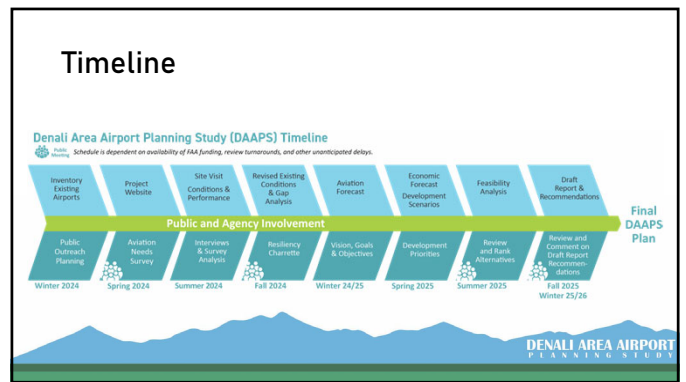 Timeline
Denali Area Airport Planning Study (DAAPS) Timeline
Public
Meeting
Schedule is dependent on availability of FAA funding, review turnarounds, and other unanticipated delays.
Inventory
Existing
Airports
Project
Website
Site Visit
Conditions &
Performance
Revised Existing
Conditions
& Gap
Analysis
Aviation
Forecast
Economic
Forecast
Development
Scenarios
Feasibility
Analysis
Draft
Report &
Recommendations
Public and Agency Involvement
Final
DAAPS
Plan
Public
Outreach
Planning
Aviation
Needs
Survey
Interviews
& Survey
Analysis
Resiliency
Charrette
Vision, Goals
& Objectives
Development
Priorities
Review
and Rank
Alternatives
Review and
Comment on
Draft Report
Recommen-
dations
Winter 2024
Spring 2024
Summer 2024
Fall 2024
Winter 24/25
Spring 2025
Summer 2025
Fall 2025
Winter 25/26
DENALI AREA AIRPORT
PLANNING STUDY